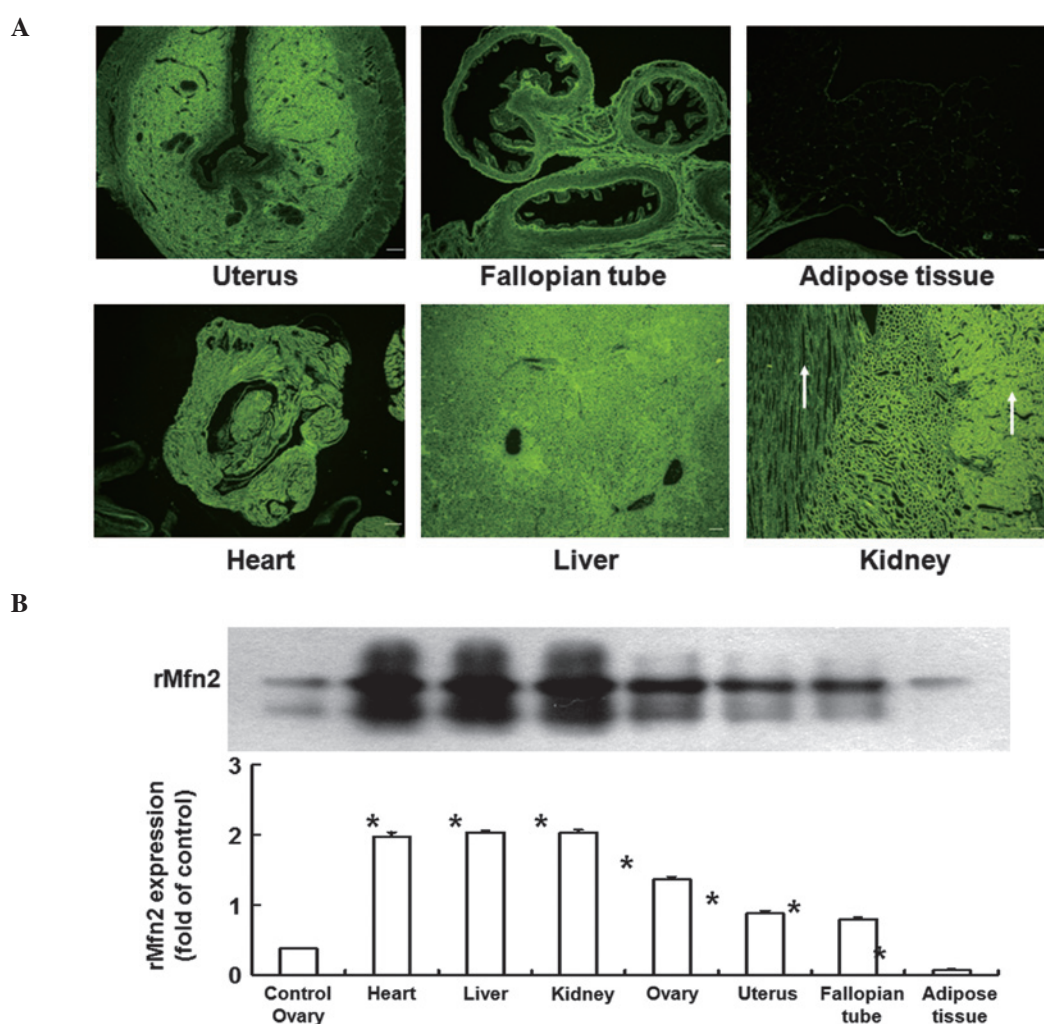 A
Uterus
Fallopian tube
Adipose tissue
Heart
Liver
Kidney
B
rMfn2
rMfn2 expression
(fold of control)
3
2
1
0
* * * * * * *
Control
Ovary
Heart
Liver
Kidney
Ovary
Uterus
Fallopian
tube
Adipose
tissue